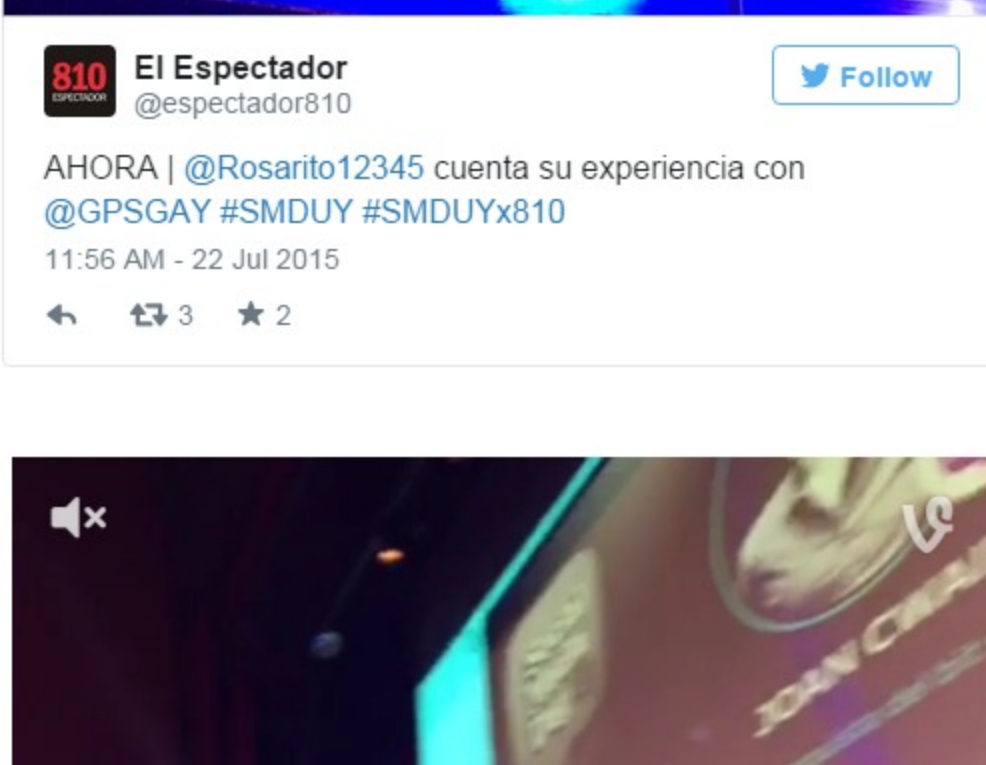 810
ESPECTADOR
El Espectador
@espectador810
Follow
AHORA | @Rosarito12345 cuenta su experiencia con
@GPSGAY #SMDUY #SMDUYx810
11:56 AM - 22 Jul 2015
3
2